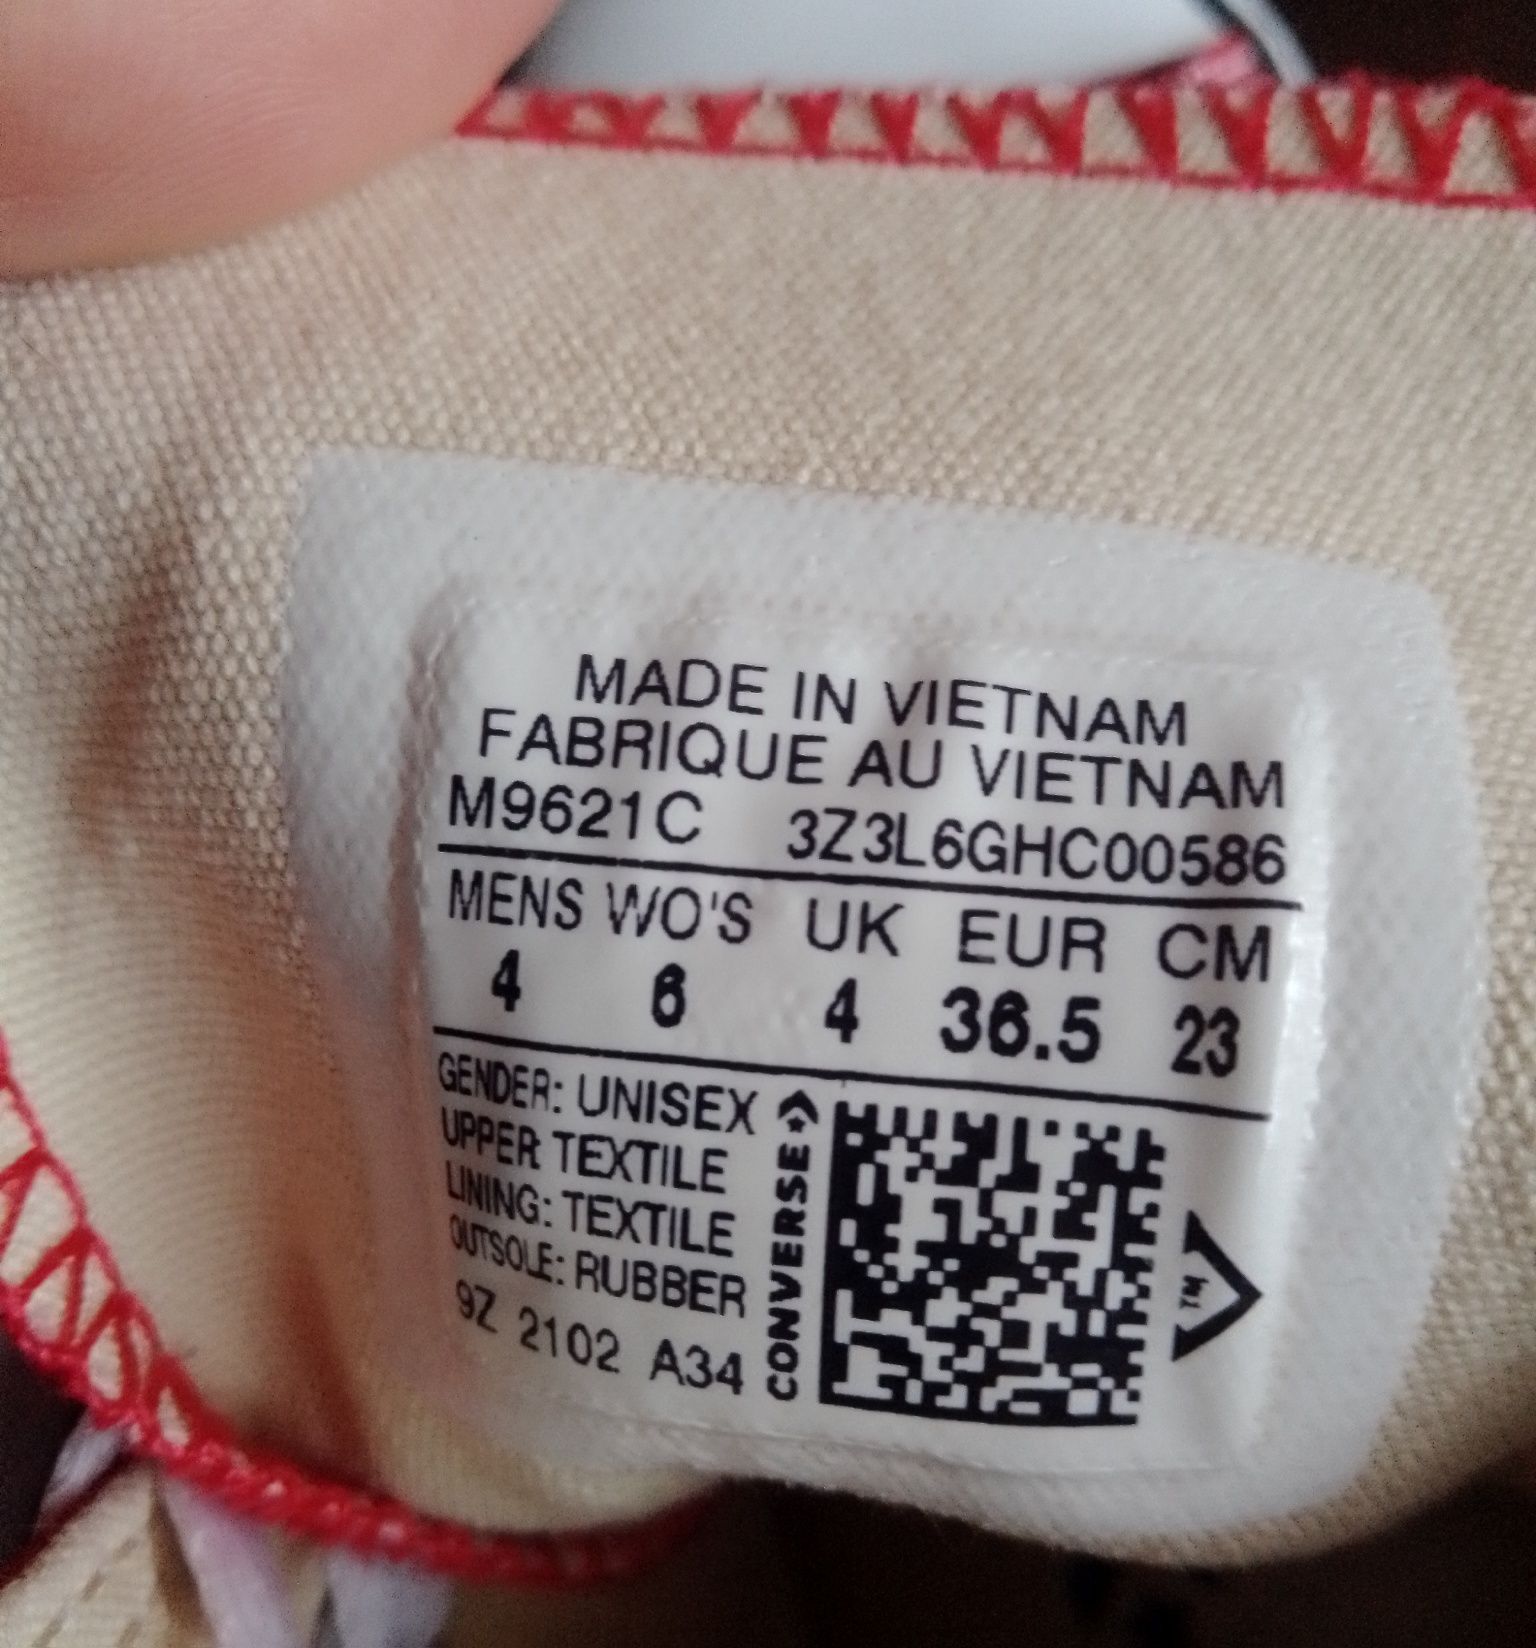 MADE IN VIETNAM
FABRIQUE AU VIETNAM
M9621C 3Z3L6GHC00586
MENS WO'S UK EUR CM
4 6 4 36.5 23
GENDER: UNISEX
UPPER: TEXTILE
LINING: TEXTILE
OUTSOLE: RUBBER
9Z 2102 A34
CONVERSE
TM